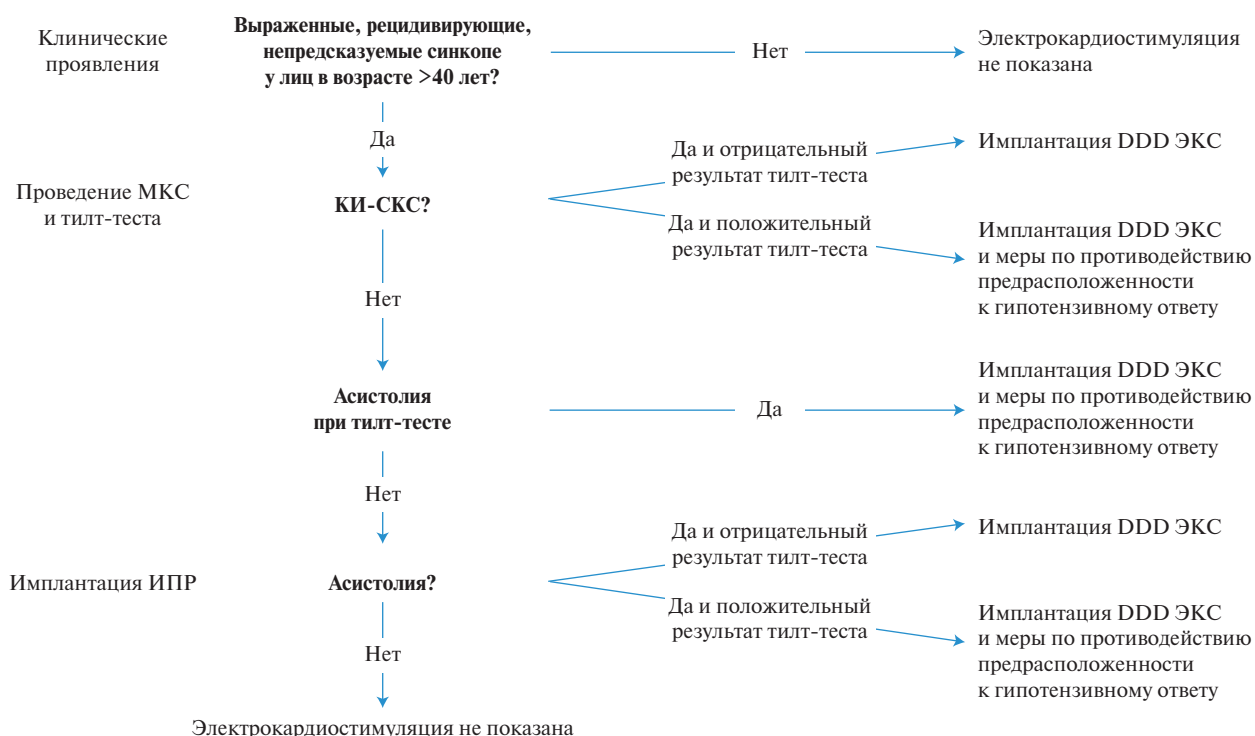 Клинические
проявления
Выраженные, рецидивирующие,
непредсказуемые синкопе
у лиц в возрасте >40 лет?
Нет
Электрокардиостимуляция
не показана
Да
Проведение МКС
и тилт-теста
КИ-СКС?
Да и отрицательный
результат тилт-теста
Имплантация DDD ЭКС
Да и положительный
результат тилт-теста
Имплантация DDD ЭКС
и меры по противодействию
предрасположенности
к гипотензивному ответу
Нет
Асистолия
при тилт-тесте
Да
Имплантация DDD ЭКС
и меры по противодействию
предрасположенности
к гипотензивному ответу
Нет
Имплантация ИПР
Асистолия?
Да и отрицательный
результат тилт-теста
Имплантация DDD ЭКС
Да и положительный
результат тилт-теста
Имплантация DDD ЭКС
и меры по противодействию
предрасположенности
к гипотензивному ответу
Нет
Электрокардиостимуляция не показана